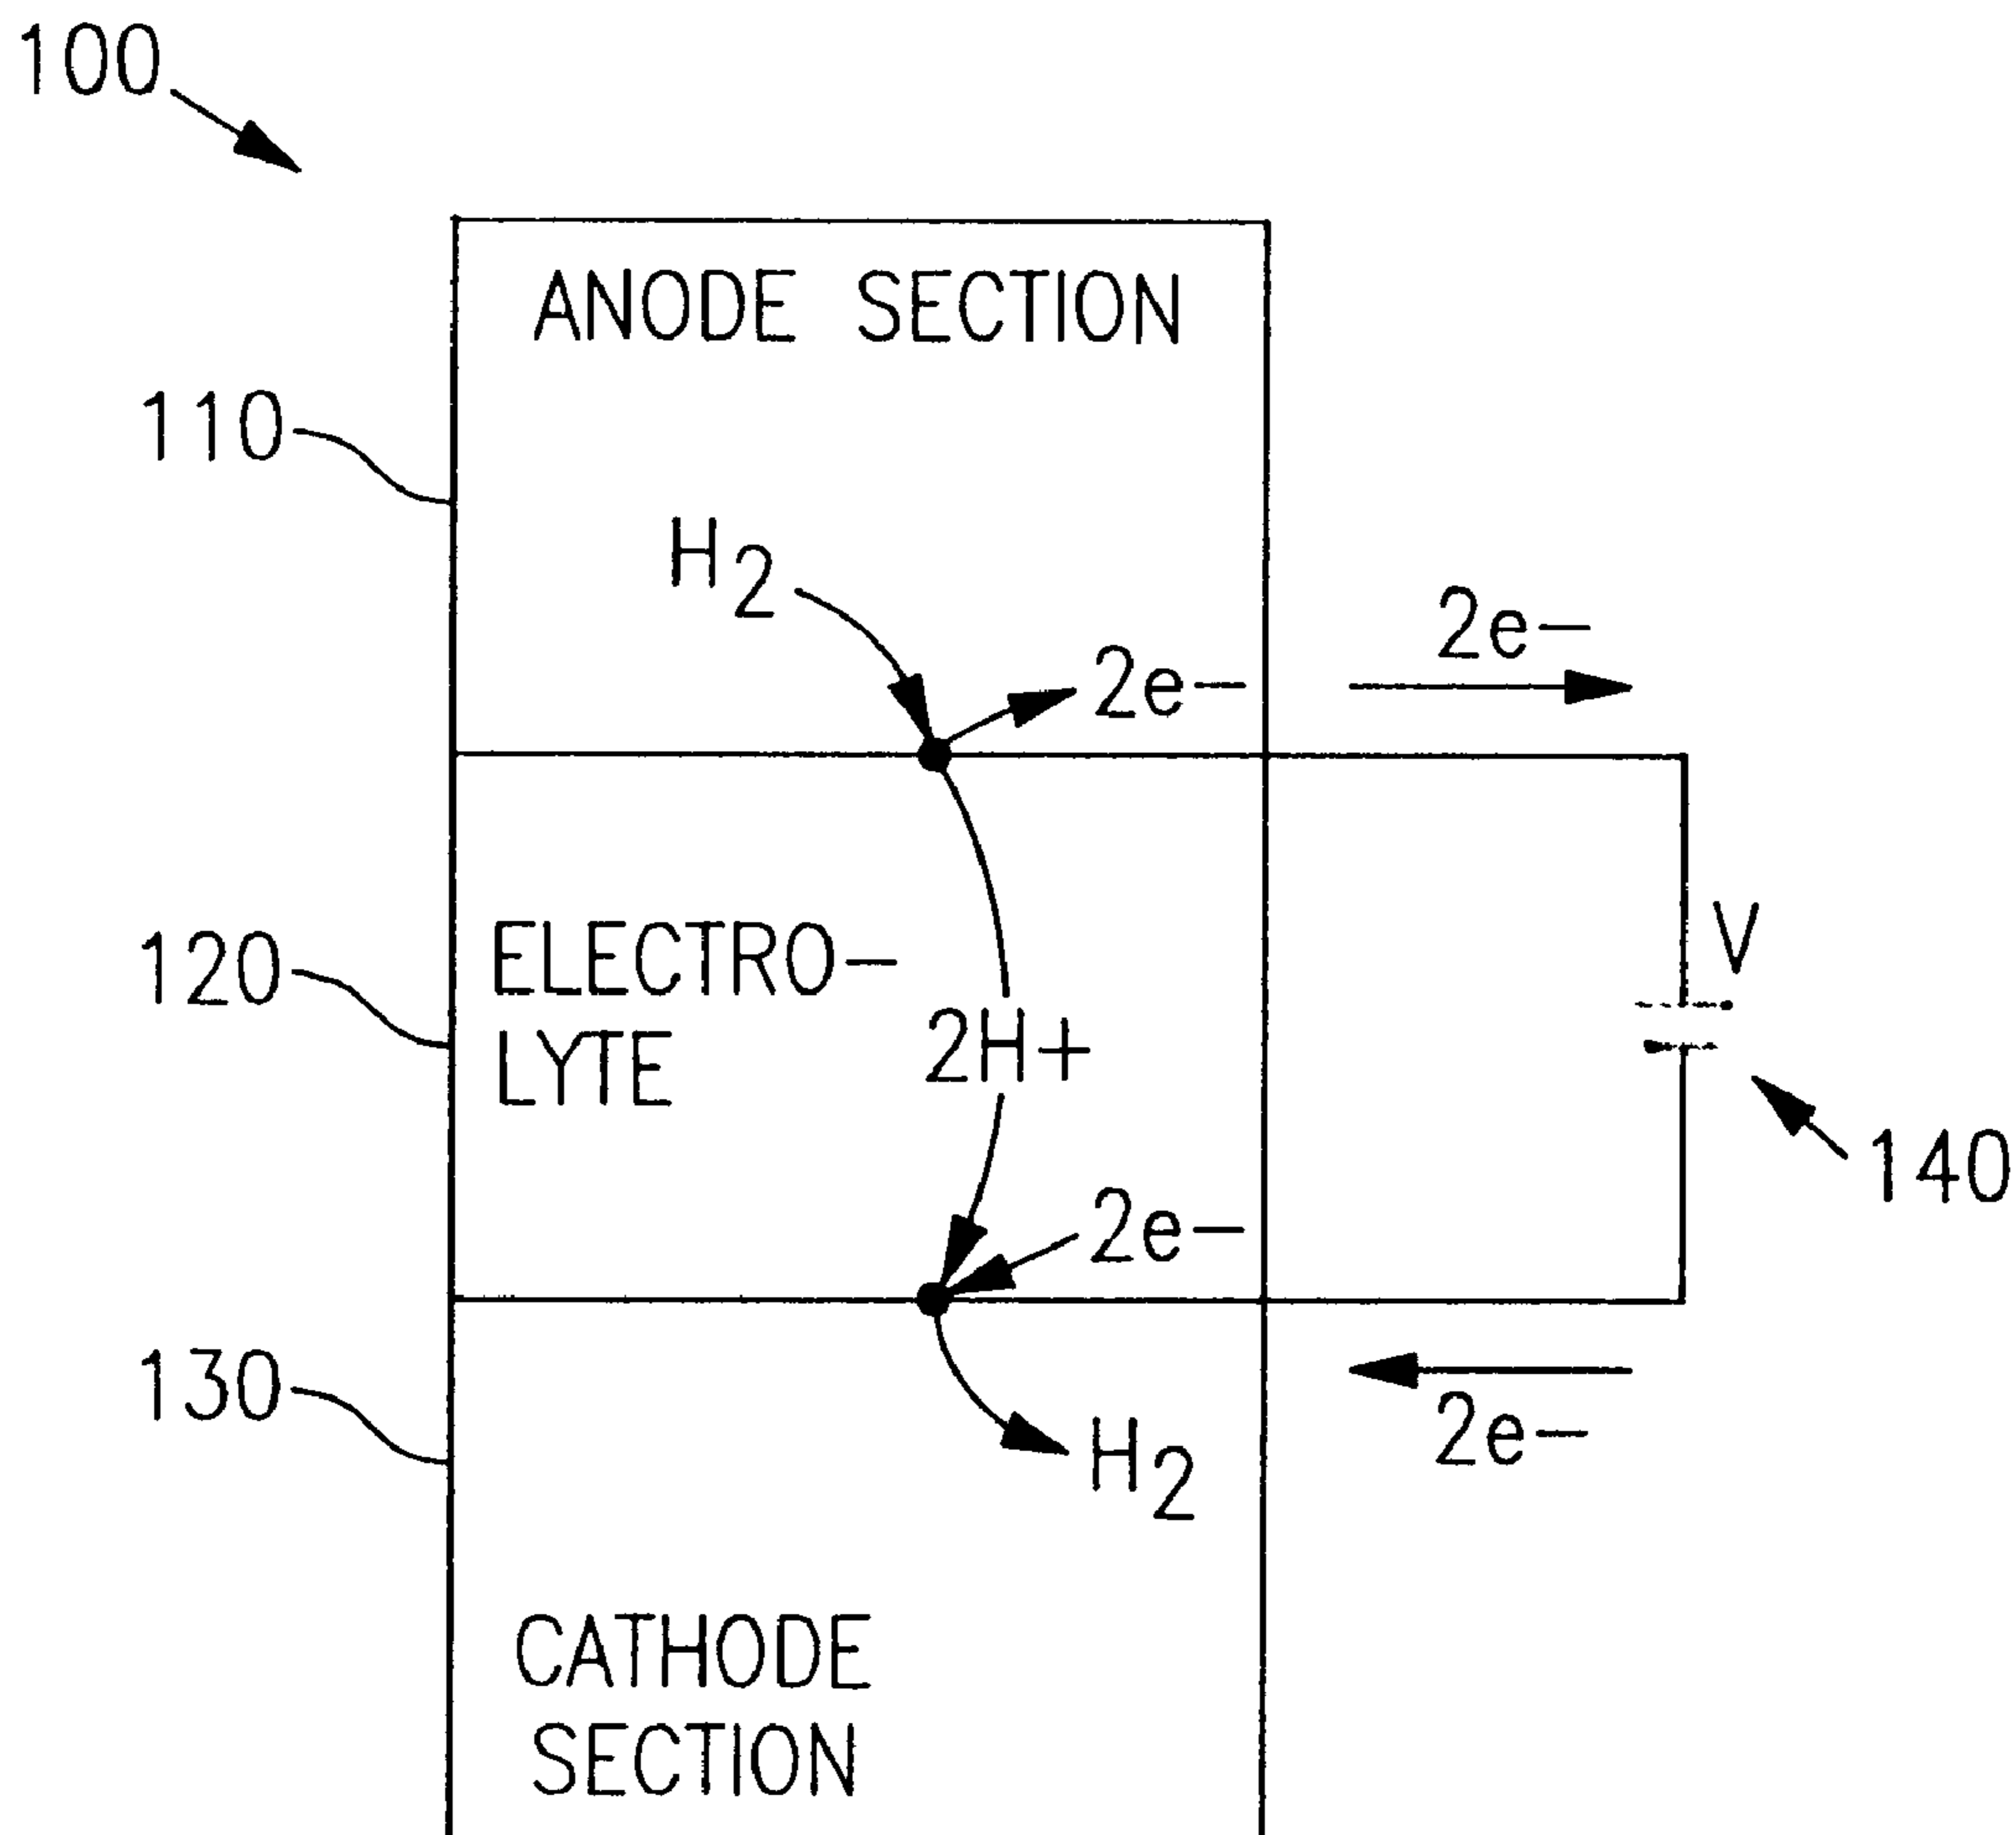 100
ANODE SECTION
110
H2
2e-
2e-
120
ELECTRO-
LYTE
2H+
V
140
2e-
130
2e-
H2
CATHODE
SECTION